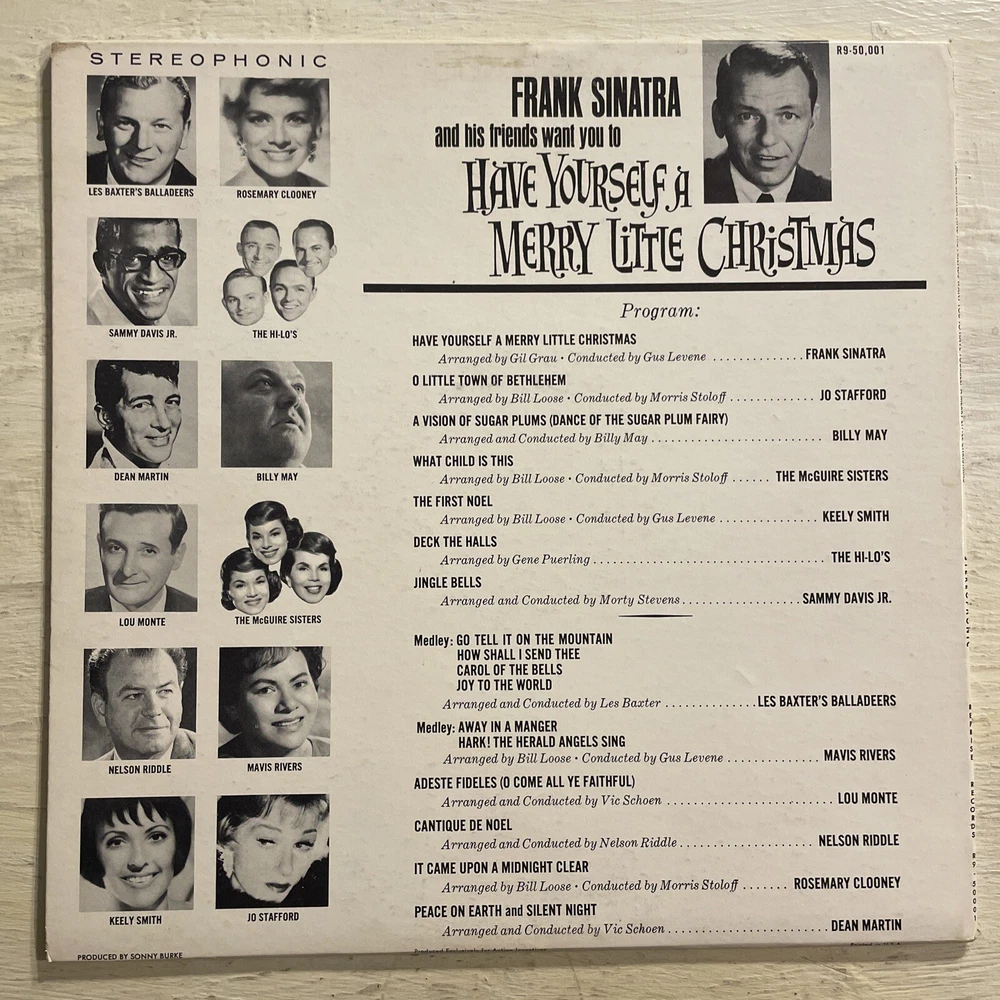 STEREOPHONIC
R9-50,001
FRANK SINATRA
and his friends want you to
HAVE YOURSELF A
MERRY LITTLE CHRISTMAS
LES BAXTER'S BALLADEERS
ROSEMARY CLOONEY
SAMMY DAVIS JR.
THE HI-LO'S
DEAN MARTIN
BILLY MAY
LOU MONTE
THE McGUIRE SISTERS
NELSON RIDDLE
MAVIS RIVERS
KEELY SMITH
JO STAFFORD
PRODUCED BY SONNY BURKE
Program:
HAVE YOURSELF A MERRY LITTLE CHRISTMAS
Arranged by Gil Grau • Conducted by Gus Levene .............. FRANK SINATRA
O LITTLE TOWN OF BETHLEHEM
Arranged by Bill Loose • Conducted by Morris Stoloff ............ JO STAFFORD
A VISION OF SUGAR PLUMS (DANCE OF THE SUGAR PLUM FAIRY)
Arranged and Conducted by Billy May ......................... BILLY MAY
WHAT CHILD IS THIS
Arranged by Bill Loose • Conducted by Morris Stoloff ...... THE McGUIRE SISTERS
THE FIRST NOEL
Arranged by Bill Loose • Conducted by Gus Levene .............. KEELY SMITH
DECK THE HALLS
Arranged by Gene Puerling .................................. THE HI-LO'S
JINGLE BELLS
Arranged and Conducted by Morty Stevens ................. SAMMY DAVIS JR.
Medley: GO TELL IT ON THE MOUNTAIN
HOW SHALL I SEND THEE
CAROL OF THE BELLS
JOY TO THE WORLD
Arranged and Conducted by Les Baxter ............. LES BAXTER'S BALLADEERS
Medley: AWAY IN A MANGER
HARK! THE HERALD ANGELS SING
Arranged by Bill Loose • Conducted by Gus Levene ............. MAVIS RIVERS
ADESTE FIDELES (O COME ALL YE FAITHFUL)
Arranged and Conducted by Vic Schoen ......................... LOU MONTE
CANTIQUE DE NOEL
Arranged and Conducted by Nelson Riddle .................... NELSON RIDDLE
IT CAME UPON A MIDNIGHT CLEAR
Arranged by Bill Loose • Conducted by Morris Stoloff ....... ROSEMARY CLOONEY
PEACE ON EARTH and SILENT NIGHT
Arranged and Conducted by Vic Schoen ......................... DEAN MARTIN